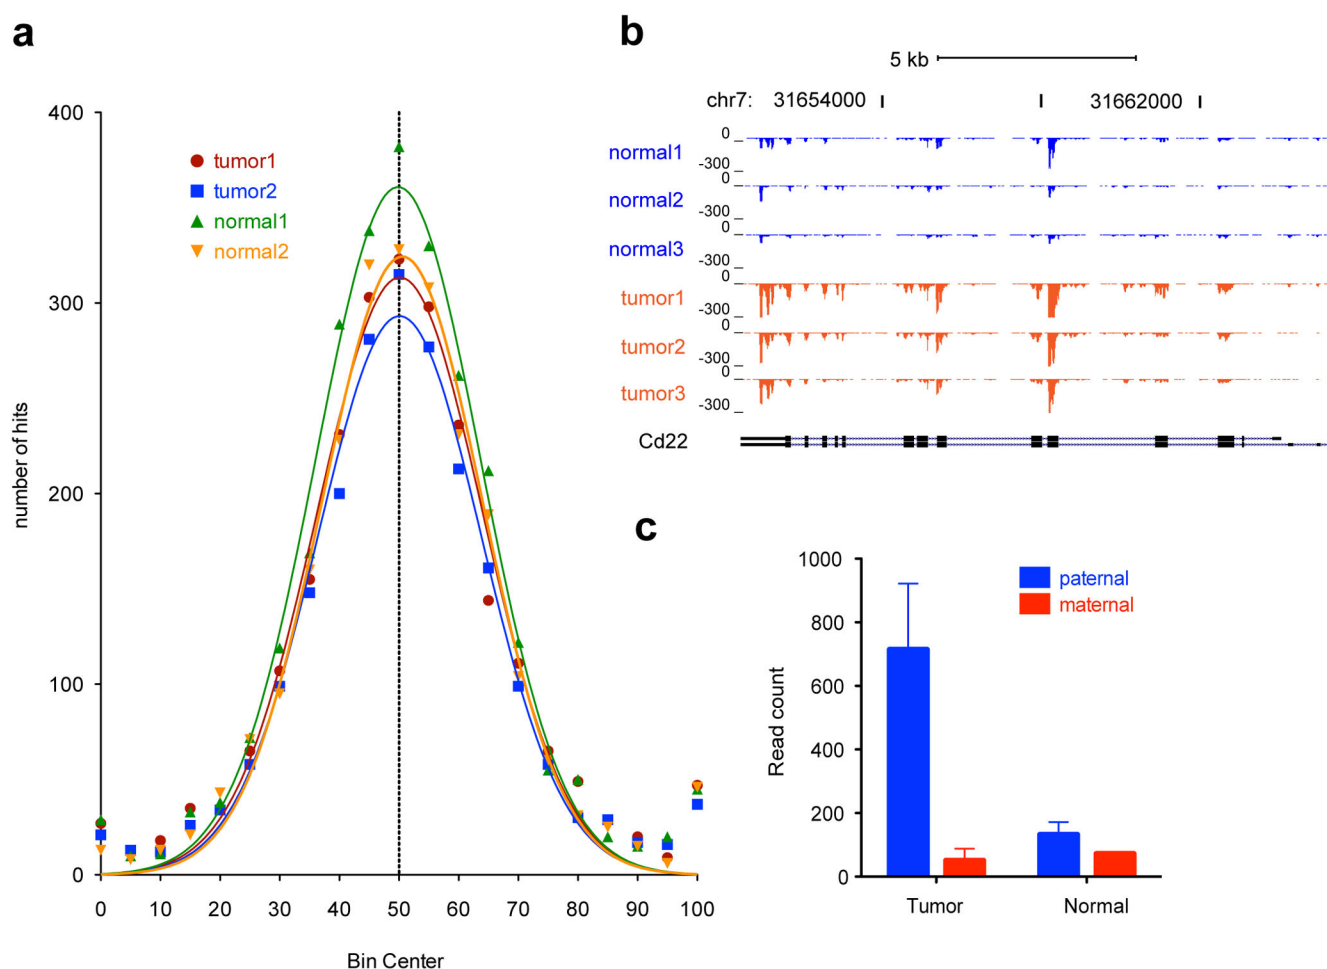 a
400
300
200
100
0
number of hits
tumor1
tumor2
normal1
normal2
0 10 20 30 40 50 60 70 80 90 100
Bin Center
b
5 kb
chr7: 31654000 31662000
0
normal1
-300
0
normal2
-300
0
normal3
-300
0
tumor1
-300
0
tumor2
-300
0
tumor3
-300
Cd22
c
1000
800
600
400
200
0
Read count
paternal
maternal
Tumor Normal